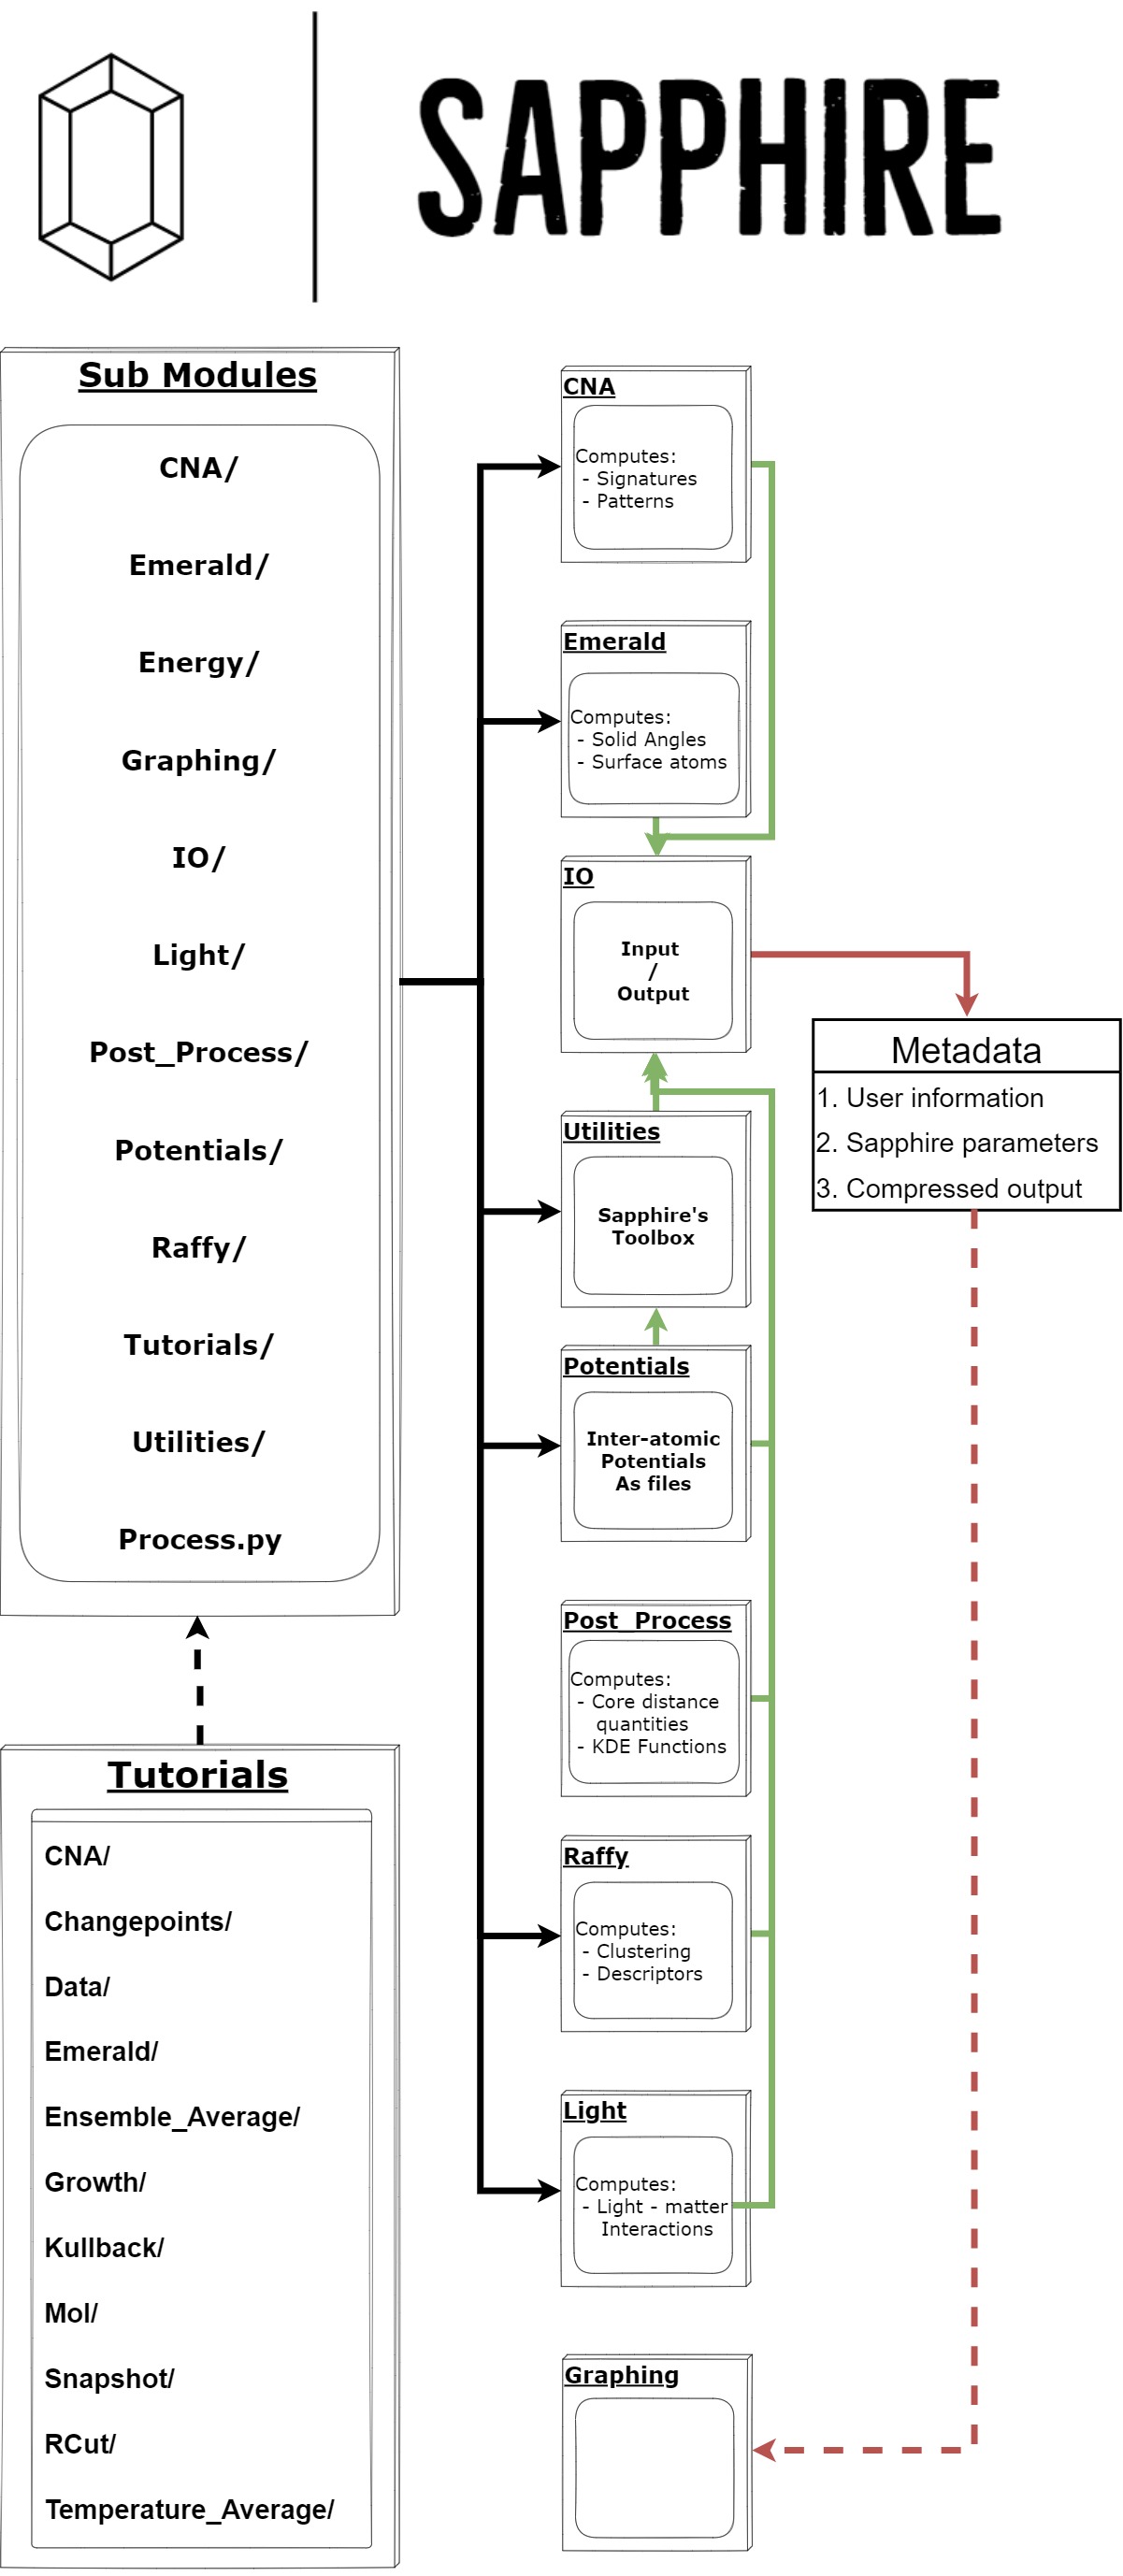 SAPPHIRE
Sub Modules
CNA/
Emerald/
Energy/
Graphing/
IO/
Light/
Post_Process/
Potentials/
Raffy/
Tutorials/
Utilities/
Process.py
Tutorials
CNA/
Changepoints/
Data/
Emerald/
Ensemble_Average/
Growth/
Kullback/
Mol/
Snapshot/
RCut/
Temperature_Average/
CNA
Computes:
- Signatures
- Patterns
Emerald
Computes:
- Solid Angles
- Surface atoms
IO
Input
/
Output
Utilities
Sapphire's
Toolbox
Potentials
Inter-atomic
Potentials
As files
Post_Process
Computes:
- Core distance
quantities
- KDE Functions
Raffy
Computes:
- Clustering
- Descriptors
Light
Computes:
- Light - matter
Interactions
Graphing
Metadata
1. User information
2. Sapphire parameters
3. Compressed output